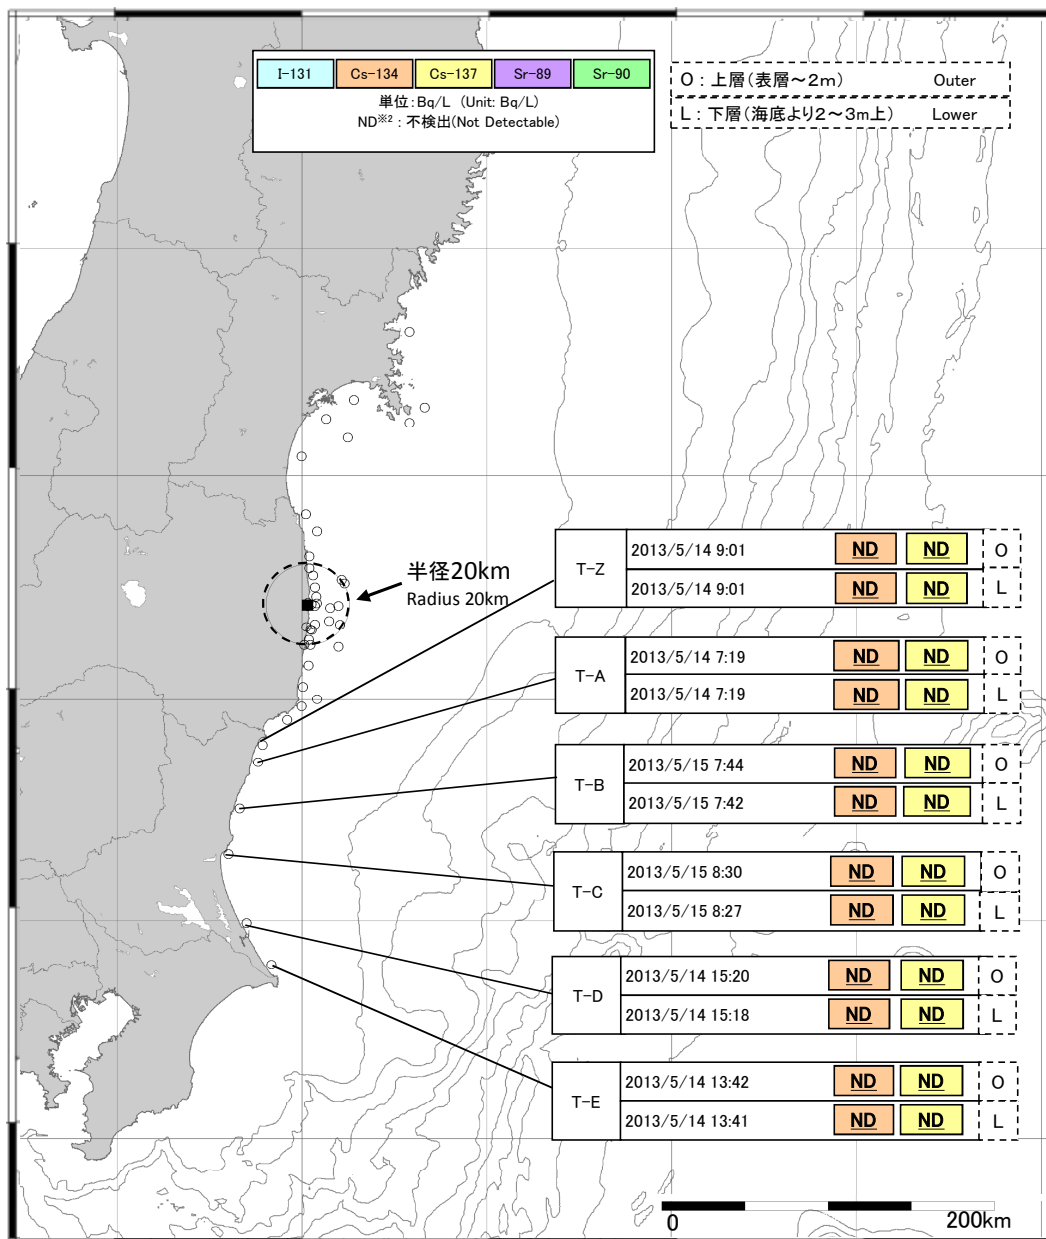 I-131 Cs-134 Cs-137 Sr-89 Sr-90
単位:Bq/L (Unit: Bq/L)
ND※2 : 不検出(Not Detectable)
O : 上層(表層～2m) Outer
L : 下層(海底より2～3m上) Lower
半径20km
Radius 20km
T-Z
2013/5/14 9:01 ND ND O
2013/5/14 9:01 ND ND L
T-A
2013/5/14 7:19 ND ND O
2013/5/14 7:19 ND ND L
T-B
2013/5/15 7:44 ND ND O
2013/5/15 7:42 ND ND L
T-C
2013/5/15 8:30 ND ND O
2013/5/15 8:27 ND ND L
T-D
2013/5/14 15:20 ND ND O
2013/5/14 15:18 ND ND L
T-E
2013/5/14 13:42 ND ND O
2013/5/14 13:41 ND ND L
0 200km